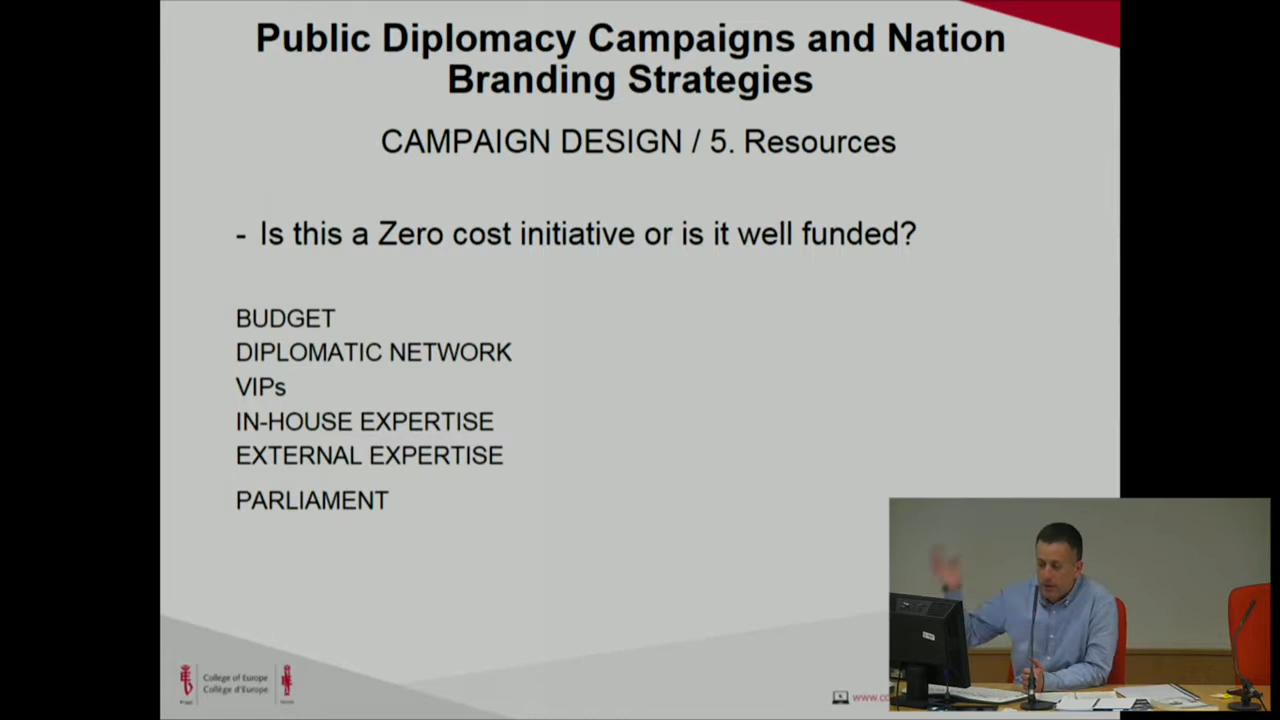 Public Diplomacy Campaigns and Nation
Branding Strategies
CAMPAIGN DESIGN / 5. Resources
- Is this a Zero cost initiative or is it well funded?
BUDGET
DIPLOMATIC NETWORK
VIPs
IN-HOUSE EXPERTISE
EXTERNAL EXPERTISE
PARLIAMENT
College of Europe
Collège d'Europe